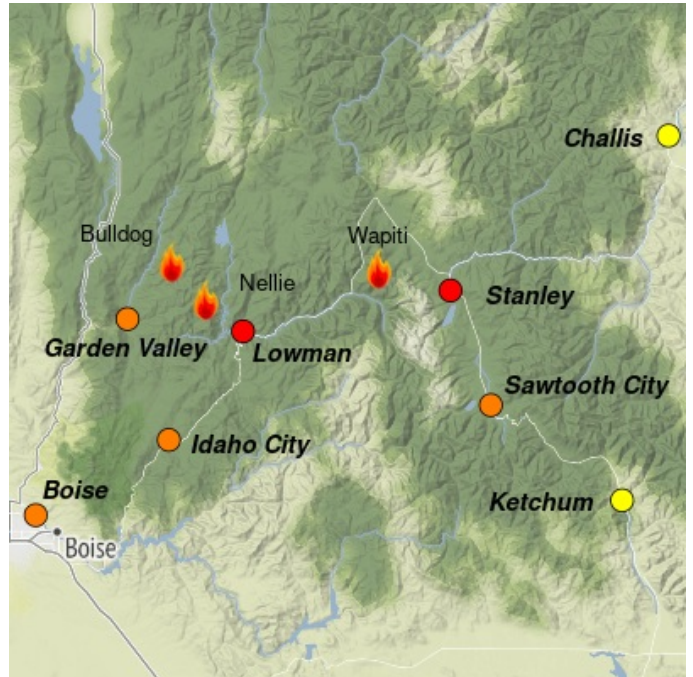 Challis
Bulldog
Wapiti
Nellie
Stanley
Garden Valley
Lowman
Sawtooth City
Idaho City
Boise
Ketchum
Boise